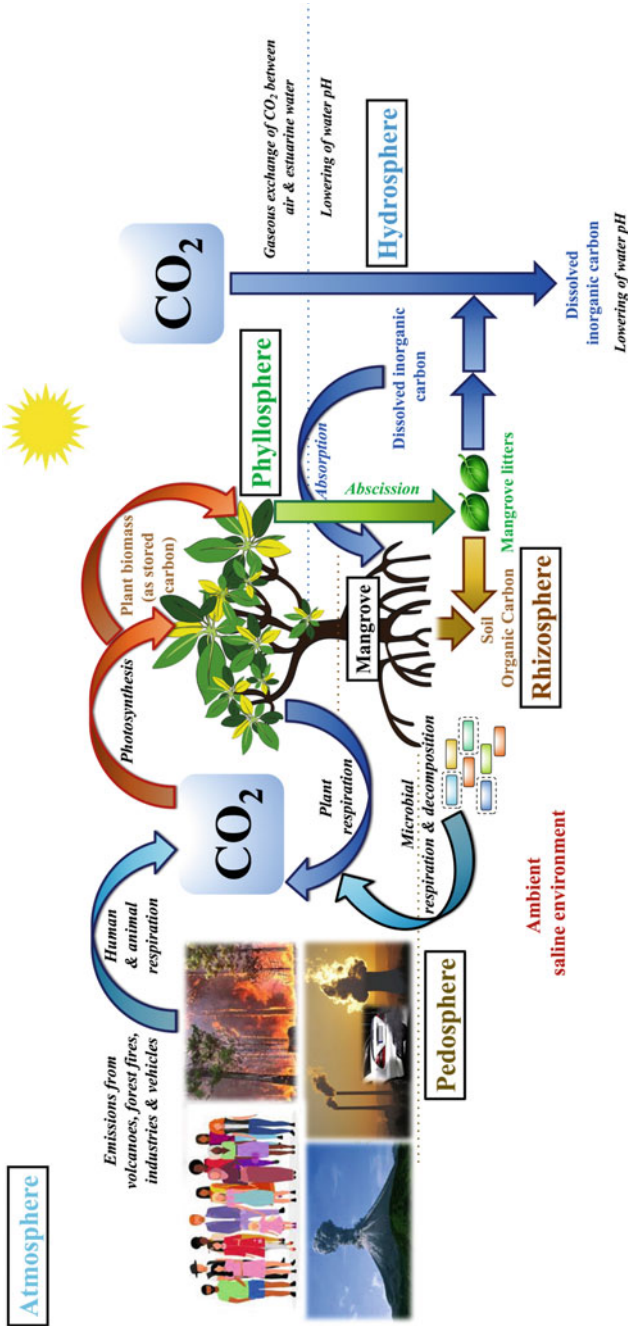 Atmosphere
Emissions from
volcanoes, forest fires,
industries & vehicles
Human
& animal
respiration
CO₂
Photosynthesis
Plant biomass
(as stored
carbon)
Phyllosphere
CO₂
Gaseous exchange of CO₂ between
air & estuarine water
Lowering of water pH
Hydrosphere
Plant
respiration
Mangrove
Absorption
Abscission
Dissolved inorganic
carbon
Pedosphere
Microbial
respiration & decomposition
Soil
Organic Carbon
Mangrove litters
Rhizosphere
Ambient
saline environment
Dissolved
inorganic carbon
Lowering of water pH